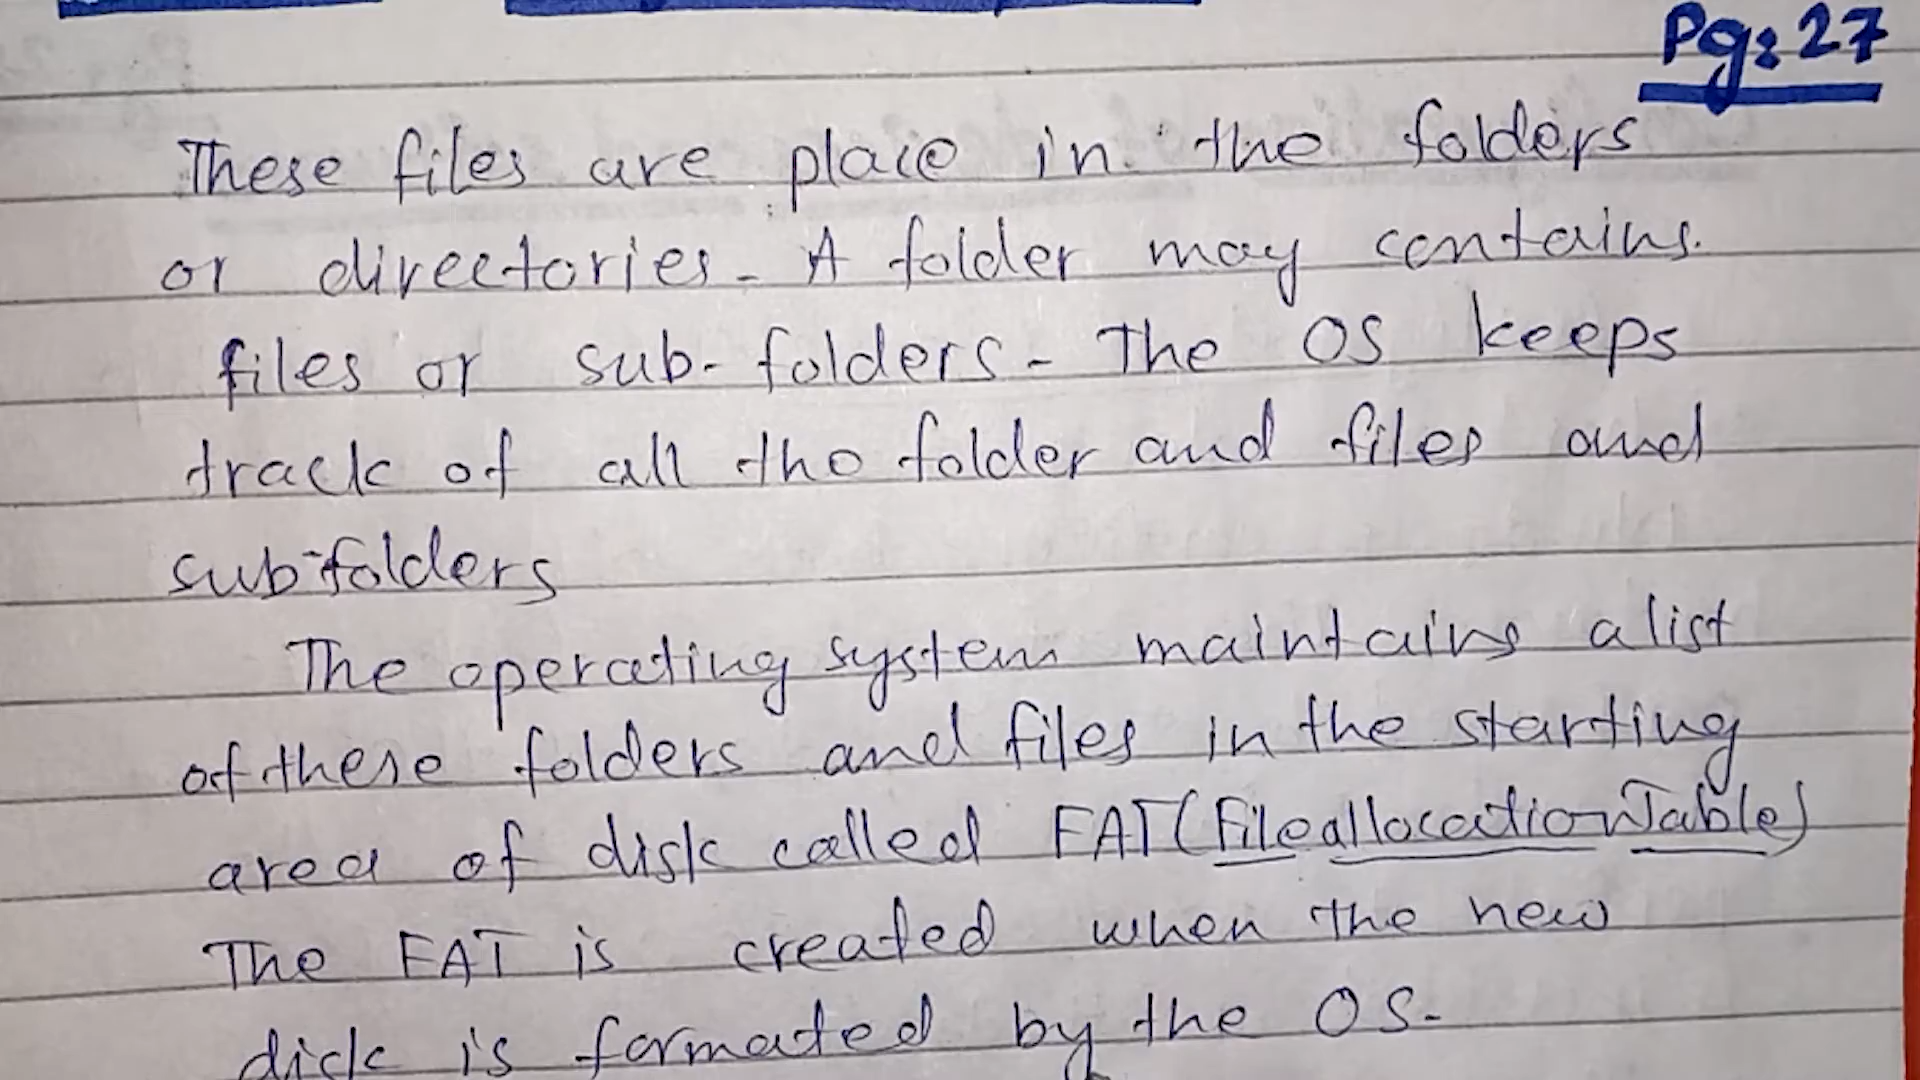 Pg: 27
These files are place in the folders
or directories. A folder may contains.
files or sub-folders. The OS keeps
track of all the folder and files and
sub-folders
The operating system maintains a list
of these folders and files in the starting
area of disk called FAT (File allocation Table)
The FAT is created when the new
disk is formated by the OS.